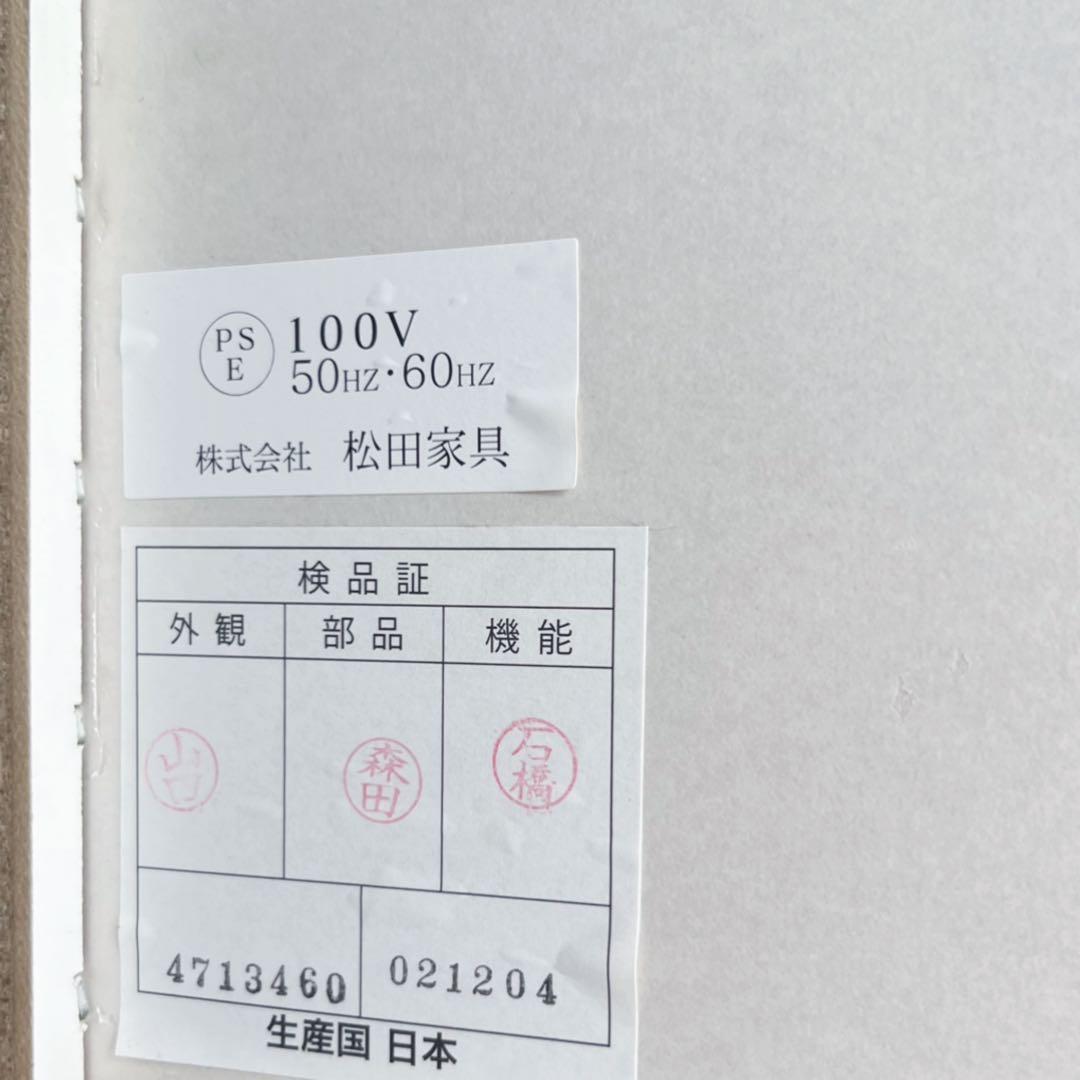 PS
E
100V
50HZ・60HZ
株式会社 松田家具
検品証
外観 部品 機能
山口 森田 石橋
4713460 021204
生産国 日本